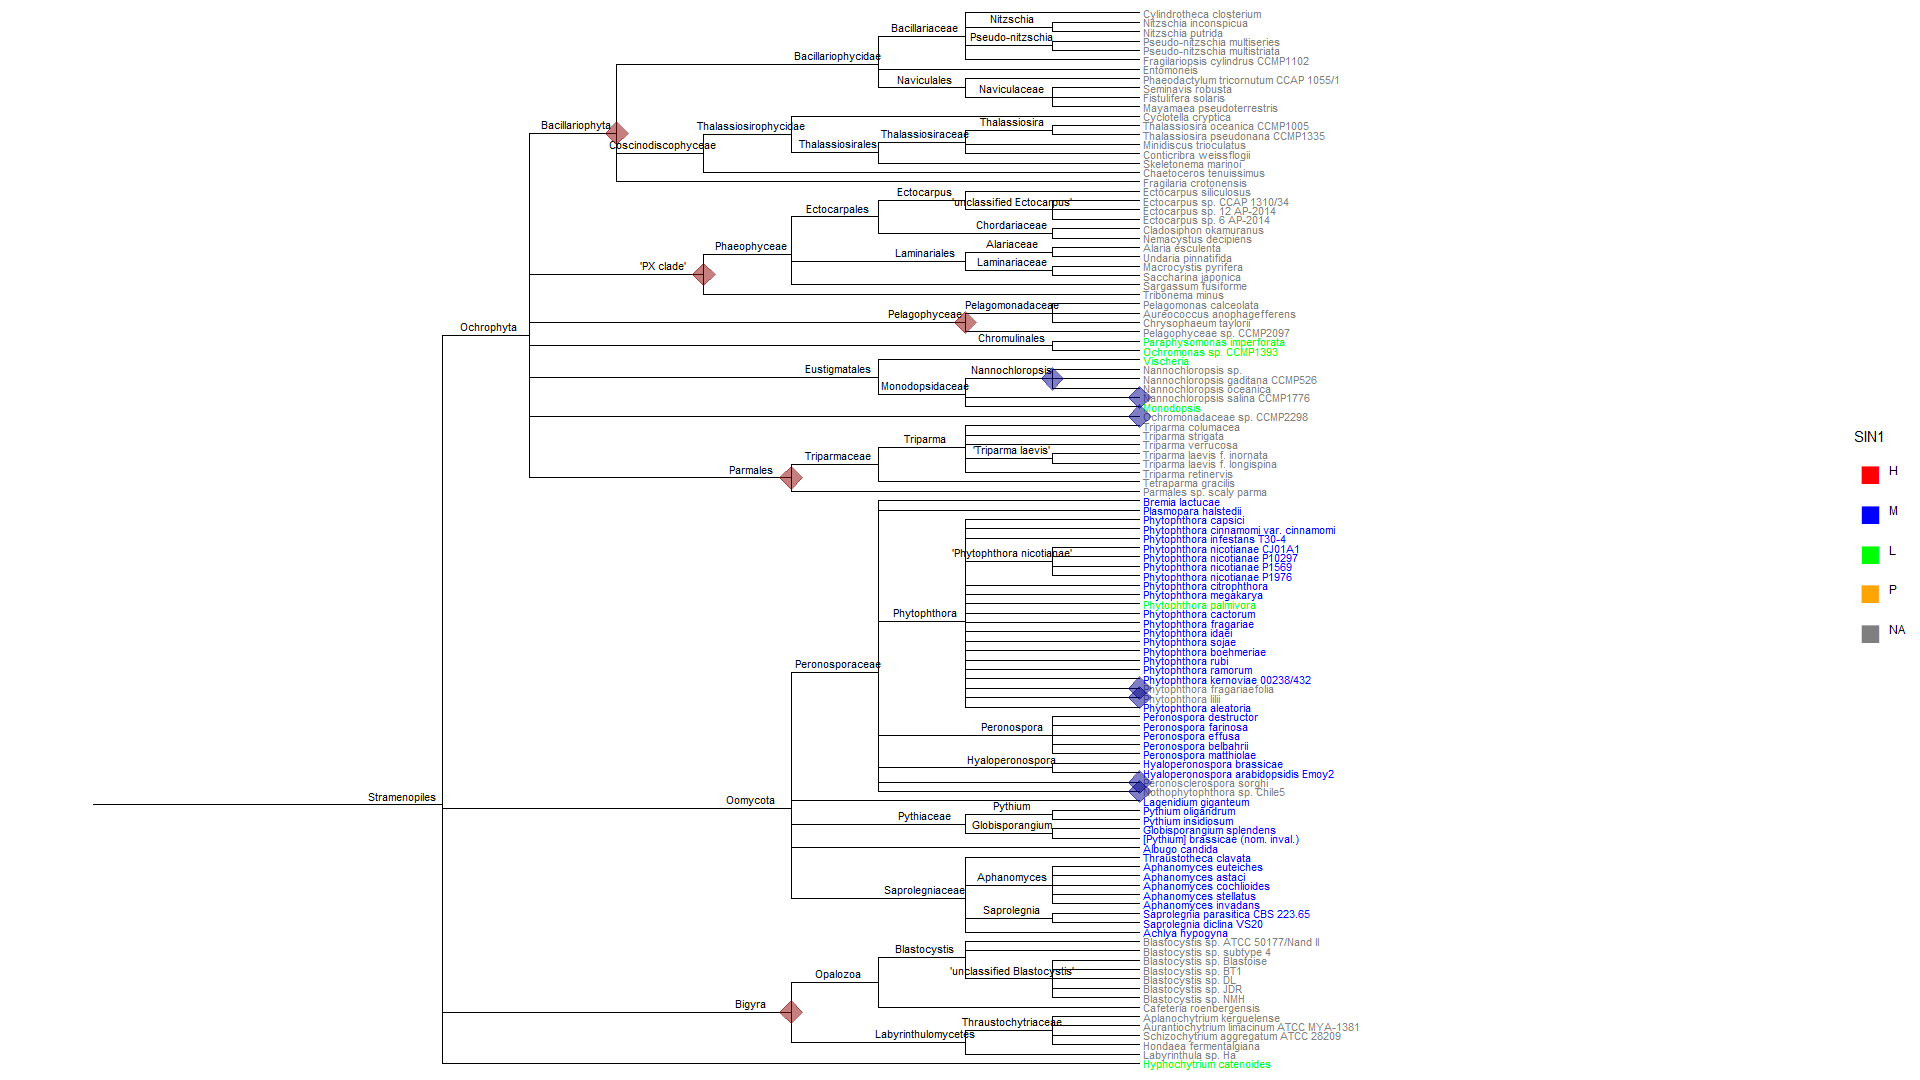 Cylindrotheca closterium
Nitzschia
Nitzschia inconspicua
Bacillariaceae
Nitzschia putrida
Pseudo-nitzschia
Pseudo-nitzschia multiseries
Pseudo-nitzschia multistriata
Bacillariophycidae
Fragilariopsis cylindrus CCMP1102
Entomoneis
Naviculales
Phaeodactylum tricornutum CCAP 1055/1
Naviculaceae
Seminavis robusta
Fistulifera solaris
Mayamaea pseudoterrestris
Bacillariophyta
Thalassiosirophycidae
Cyclotella cryptica
Thalassiosira
Thalassiosira oceanica CCMP1005
Thalassiosiraceae
Thalassiosira pseudonana CCMP1335
Coscinodiscophyceae
Thalassiosirales
Minidiscus trioculatus
Conticribra weissflogii
Skeletonema marinoi
Chaetoceros tenuissimus
Fragilaria crotonensis
Ectocarpus
Ectocarpus siliculosus
'unclassified Ectocarpus'
Ectocarpus sp. CCAP 1310/34
Ectocarpales
Ectocarpus sp. 12 AP-2014
Ectocarpus sp. 6 AP-2014
Chordariaceae
Cladosiphon okamuranus
Nemacystus decipiens
Phaeophyceae
Alariaceae
Alaria esculenta
Laminariales
Undaria pinnatifida
'PX clade'
Laminariaceae
Macrocystis pyrifera
Saccharina japonica
Sargassum fusiforme
Tribonema minus
Pelagomonadaceae
Pelagomonas calceolata
Pelagophyceae
Aureococcus anophagefferens
Chrysophaeum taylorii
Ochrophyta
Pelagophyceae sp. CCMP2097
Chromulinales
Paraphysomonas imperforata
Ochromonas sp. CCMP1393
Vischeria
Eustigmatales
Nannochloropsis
Nannochloropsis sp.
Nannochloropsis gaditana CCMP526
Monodopsidaceae
Nannochloropsis oceanica
Nannochloropsis salina CCMP1776
Monodopsis
Ochromonadaceae sp. CCMP2298
Triparma columacea
Triparma
Triparma strigata
Triparma verrucosa
Triparmaceae
'Triparma laevis'
Triparma laevis f. inornata
Triparma laevis f. longispina
Parmales
Triparma retinervis
Tetraparma gracilis
Parmales sp. scaly parma
Bremia lactucae
Plasmopara halstedii
Phytophthora capsici
Phytophthora cinnamomi var. cinnamomi
Phytophthora infestans T30-4
'Phytophthora nicotianae'
Phytophthora nicotianae CJ01A1
Phytophthora nicotianae P10297
Phytophthora nicotianae P1569
Phytophthora nicotianae P1976
Phytophthora citrophthora
Phytophthora megakarya
Phytophthora palmivora
Phytophthora
Phytophthora cactorum
Phytophthora fragariae
Phytophthora idaei
Phytophthora sojae
Phytophthora boehmeriae
Peronosporaceae
Phytophthora rubi
Phytophthora ramorum
Phytophthora kernoviae 00238/432
Phytophthora fragariaefolia
Phytophthora lilii
Phytophthora aleatoria
Peronospora destructor
Peronospora
Peronospora farinosa
Peronospora effusa
Peronospora belbahrii
Peronospora matthiolae
Hyaloperonospora
Hyaloperonospora brassicae
Hyaloperonospora arabidopsidis Emoy2
Peronosclerospora sorghi
Nothophytophthora sp. Chile5
Stramenopiles
Oomycota
Lagenidium giganteum
Pythium
Pythium oligandrum
Pythiaceae
Pythium insidiosum
Globisporangium
Globisporangium splendens
[Pythium] brassicae (nom. inval.)
Albugo candida
Thraustotheca clavata
Aphanomyces euteiches
Aphanomyces
Aphanomyces astaci
Saprolegniaceae
Aphanomyces cochlioides
Aphanomyces stellatus
Aphanomyces invadans
Saprolegnia
Saprolegnia parasitica CBS 223.65
Saprolegnia diclina VS20
Achlya hypogyna
Blastocystis
Blastocystis sp. ATCC 50177/Nand II
Blastocystis sp. subtype 4
Blastocystis sp. Blastoise
Opalozoa
'unclassified Blastocystis'
Blastocystis sp. BT1
Blastocystis sp. DL
Blastocystis sp. JDR
Blastocystis sp. NMH
Bigyra
Cafeteria roenbergensis
Thraustochytriaceae
Aplanochytrium kerguelense
Labyrinthulomycetes
Aurantiochytrium limacinum ATCC MYA-1381
Schizochytrium aggregatum ATCC 28209
Hondaea fermentalgiana
Labyrinthula sp. Ha
Hyphochytrium catenoides
SIN1
H
M
L
P
NA